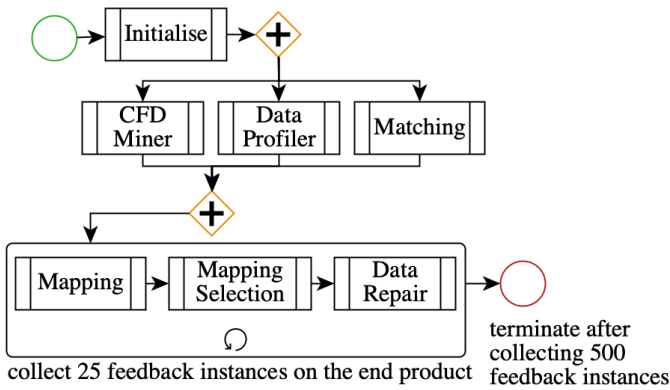 Initialise
CFD
Miner
Data
Profiler
Matching
Mapping
Mapping
Selection
Data
Repair
collect 25 feedback instances on the end product
terminate after
collecting 500
feedback instances